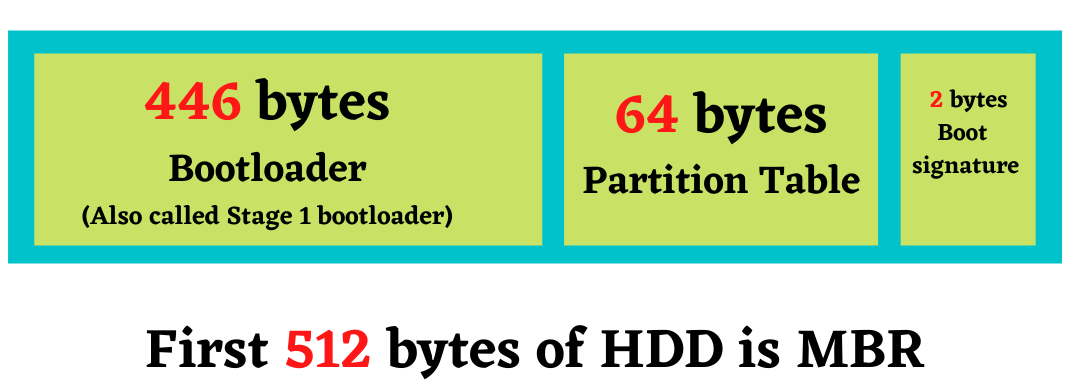 446 bytes
Bootloader
(Also called Stage 1 bootloader)
64 bytes
Partition Table
2 bytes
Boot
signature
First 512 bytes of HDD is MBR